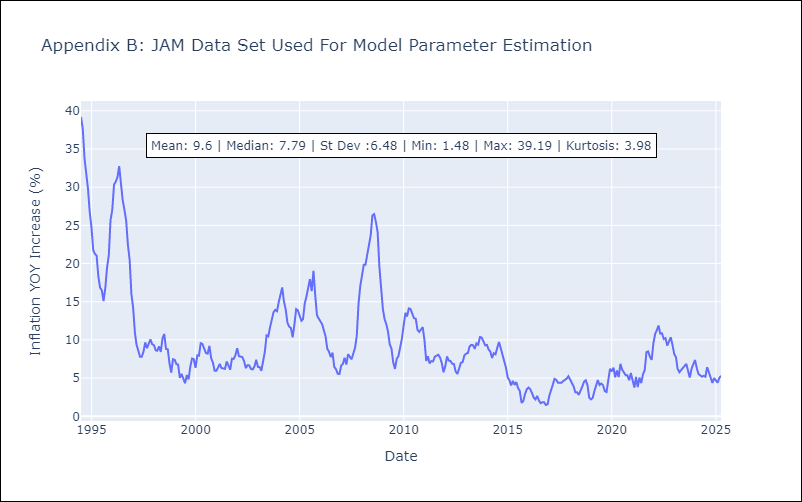 Appendix B: JAM Data Set Used For Model Parameter Estimation
Mean: 9.6 | Median: 7.79 | St Dev :6.48 | Min: 1.48 | Max: 39.19 | Kurtosis: 3.98
Inflation YOY Increase (%)
40
35
30
25
20
15
10
5
0
1995 2000 2005 2010 2015 2020 2025
Date